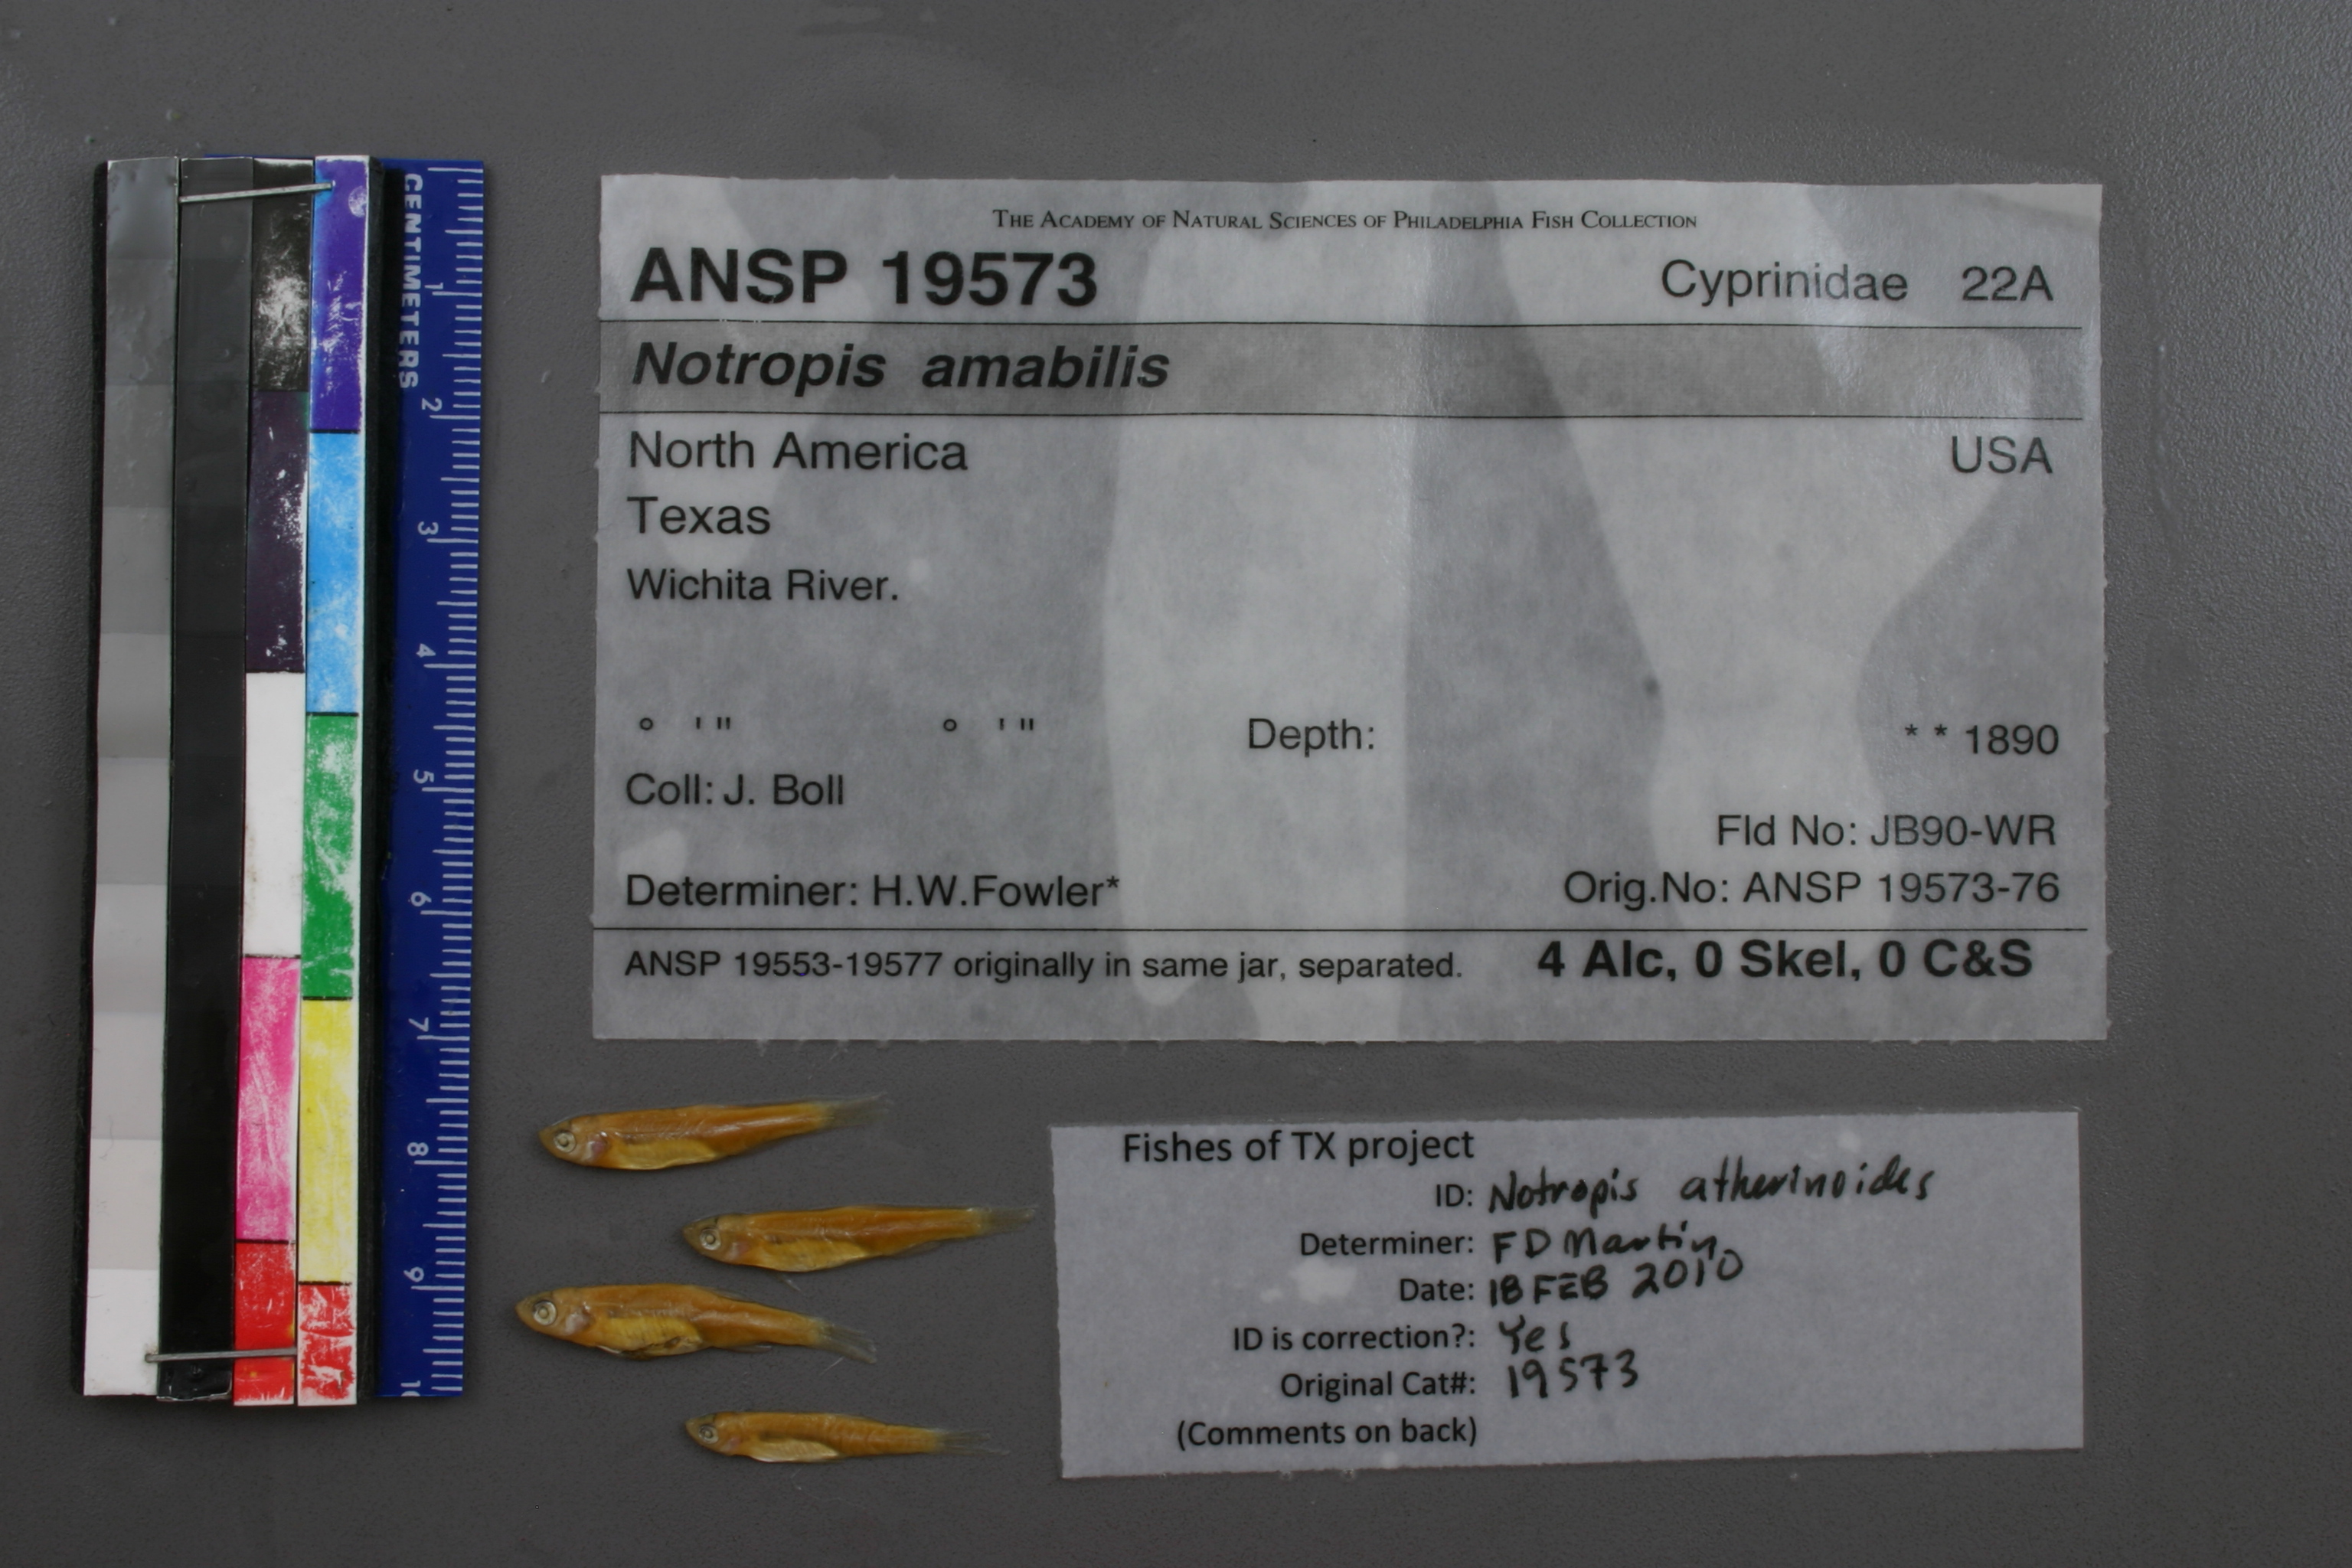 CENTIMETERS
1
2
3
4
5
6
7
8
9
10
THE ACADEMY OF NATURAL SCIENCES OF PHILADELPHIA FISH COLLECTION
ANSP 19573 Cyprinidae 22A
Notropis amabilis
North America USA
Texas
Wichita River.
° ' " ° ' " Depth: * * 1890
Coll: J. Boll
Fld No: JB90-WR
Determiner: H.W.Fowler* Orig.No: ANSP 19573-76
ANSP 19553-19577 originally in same jar, separated. 4 Alc, 0 Skel, 0 C&S
Fishes of TX project
ID: Notropis atherinoides
Determiner: FD Martin
Date: 18 FEB 2010
ID is correction?: Yes
Original Cat#: 19573
(Comments on back)